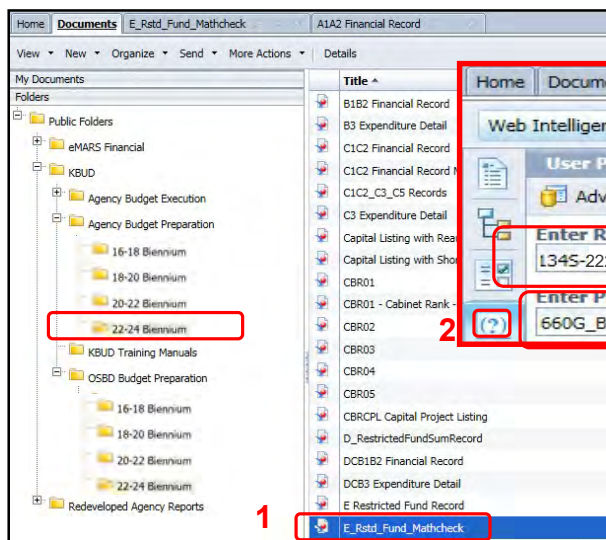 Home Documents E_Rstd_Fund_Mathcheck A1A2 Financial Record
View New Organize Send More Actions Details
My Documents
Folders
Public Folders
eMARS Financial
KBUD
Agency Budget Execution
Agency Budget Preparation
16-18 Biennium
18-20 Biennium
20-22 Biennium
22-24 Biennium
KBUD Training Manuals
OSBD Budget Preparation
16-18 Biennium
18-20 Biennium
20-22 Biennium
22-24 Biennium
Redeveloped Agency Reports
1
Title
B1B2 Financial Record
B3 Expenditure Detail
C1C2 Financial Record
C1C2 Financial Record
C1C2_C3_C5 Records
C3 Expenditure Detail
Capital Listing with
Capital Listing with
CBR01
CBR01 - Cabinet Rank -
CBR02
CBR03
CBR04
CBR05
CBRCPL Capital Project Listing
D_RestrictedFundSumRecord
DCB1B2 Financial Record
DCB3 Expenditure Detail
E Restricted Fund Record
E_Rstd_Fund_Mathcheck
Home Docum
Web Intelligen
User P
Adv
Enter R
134S-22
Enter P
2 (?) 660G_B